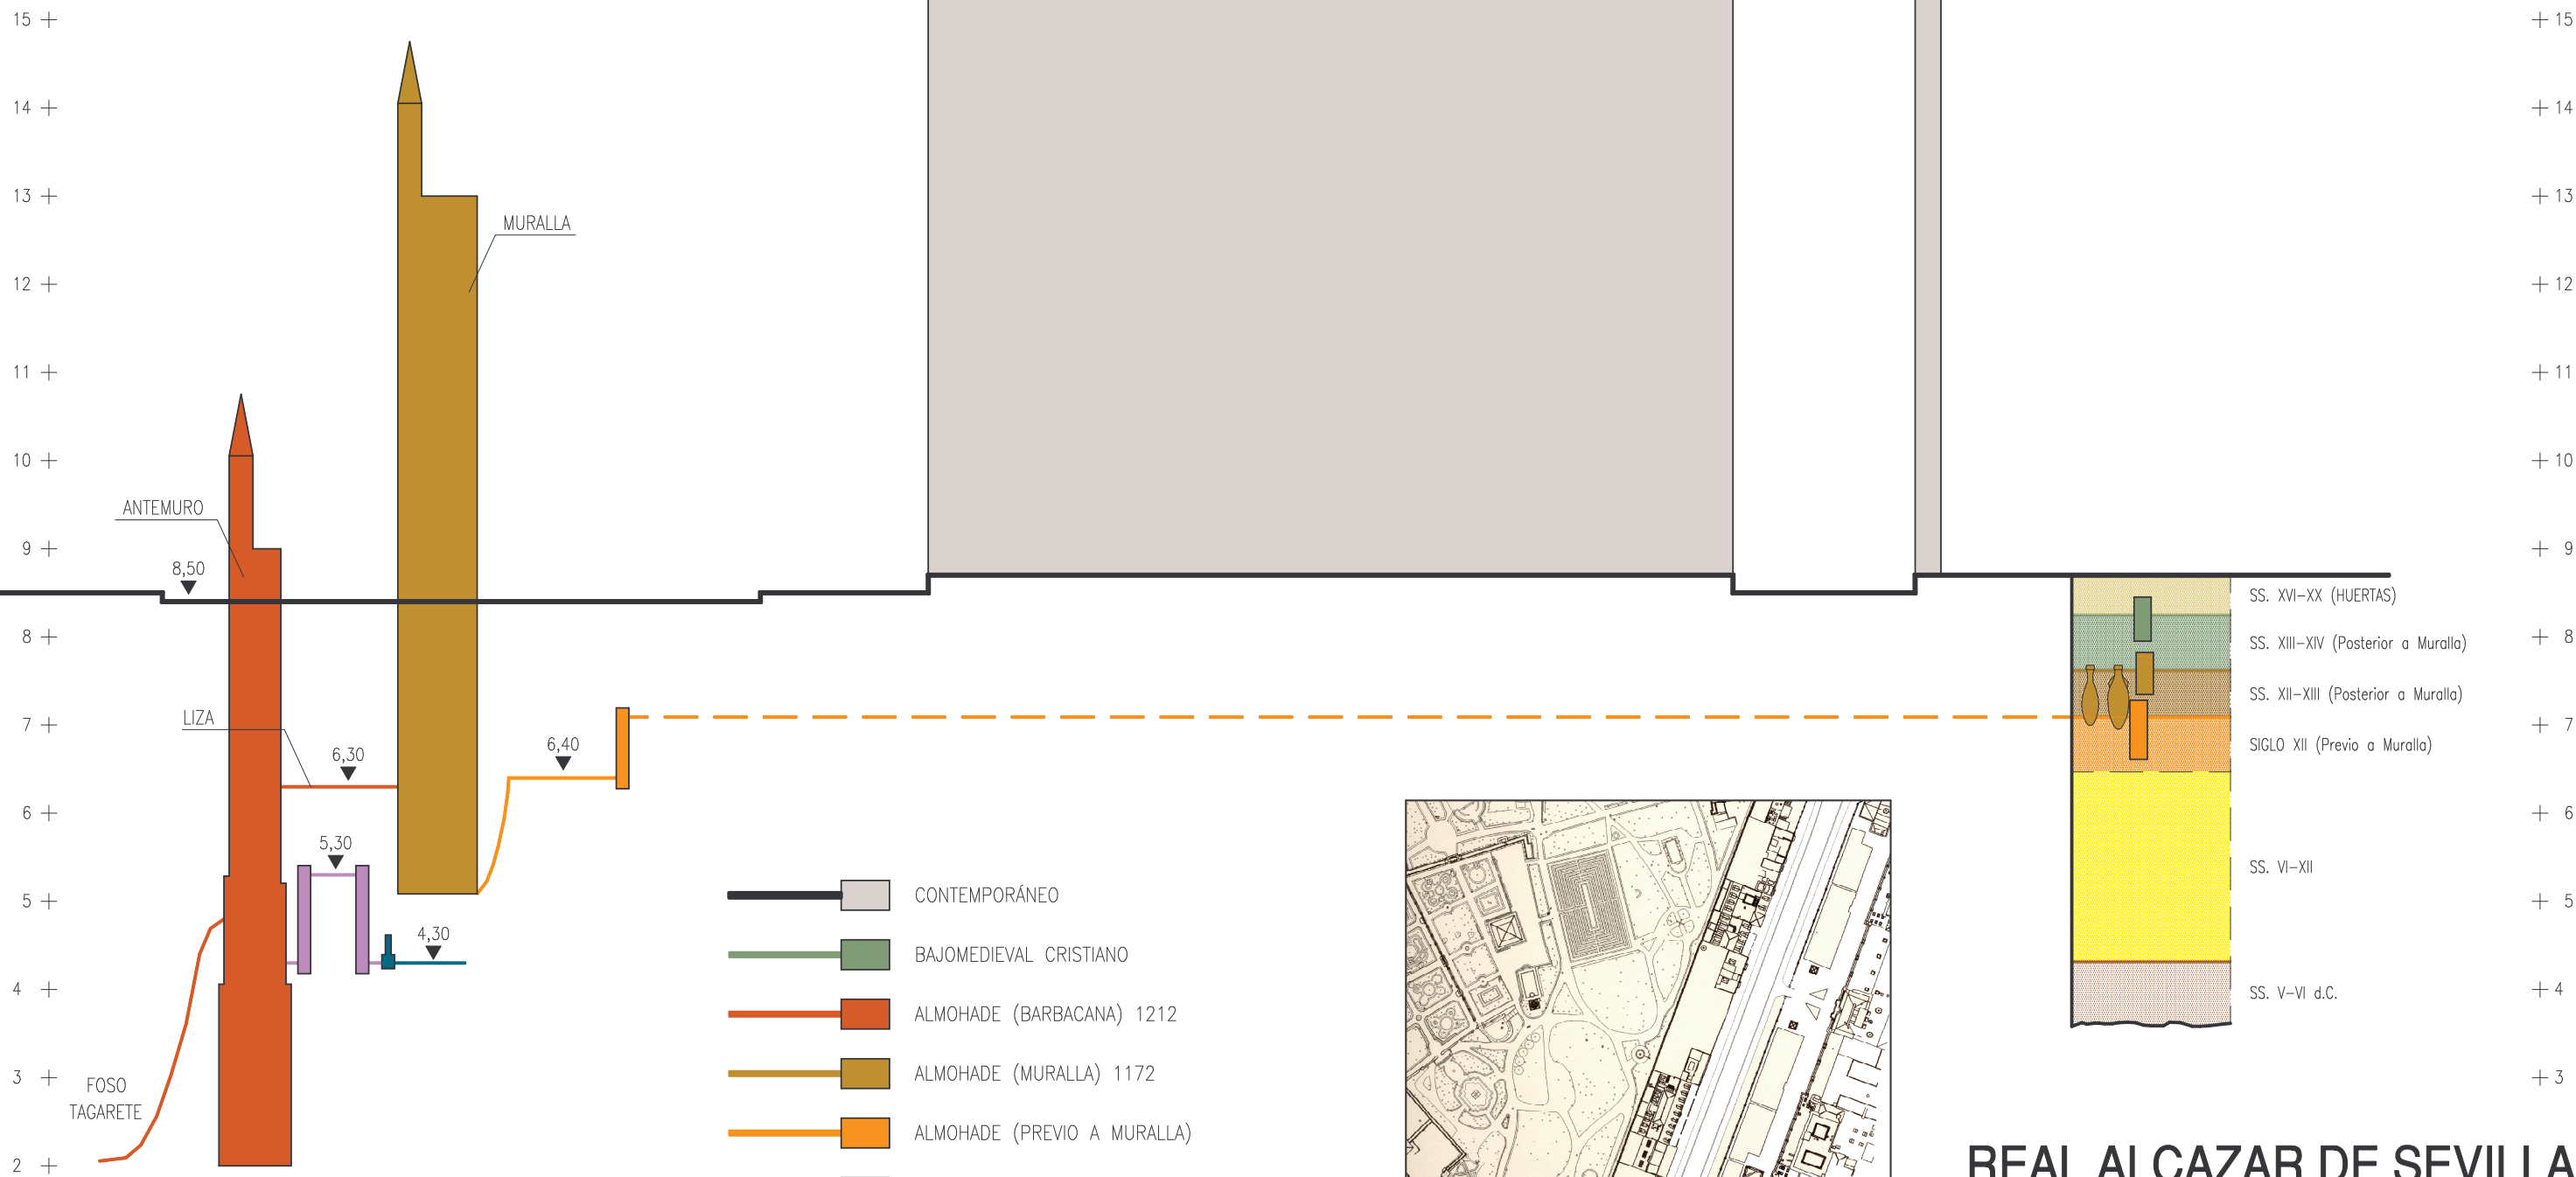 15
14
13
12
11
10
9
8
7
6
5
4
3
2
MURALLA
ANTEMURO
8,50
LIZA
6,30
6,40
5,30
4,30
FOSO
TAGARETE
CONTEMPORÁNEO
BAJOMEDIEVAL CRISTIANO
ALMOHADE (BARBACANA) 1212
ALMOHADE (MURALLA) 1172
ALMOHADE (PREVIO A MURALLA)
SS. XVI-XX (HUERTAS)
SS. XIII-XIV (Posterior a Muralla)
SS. XII-XIII (Posterior a Muralla)
SIGLO XII (Previo a Muralla)
SS. VI-XII
SS. V-VI d.C.
15
14
13
12
11
10
9
8
7
6
5
4
3
REAL ALCAZAR DE SEVILLA